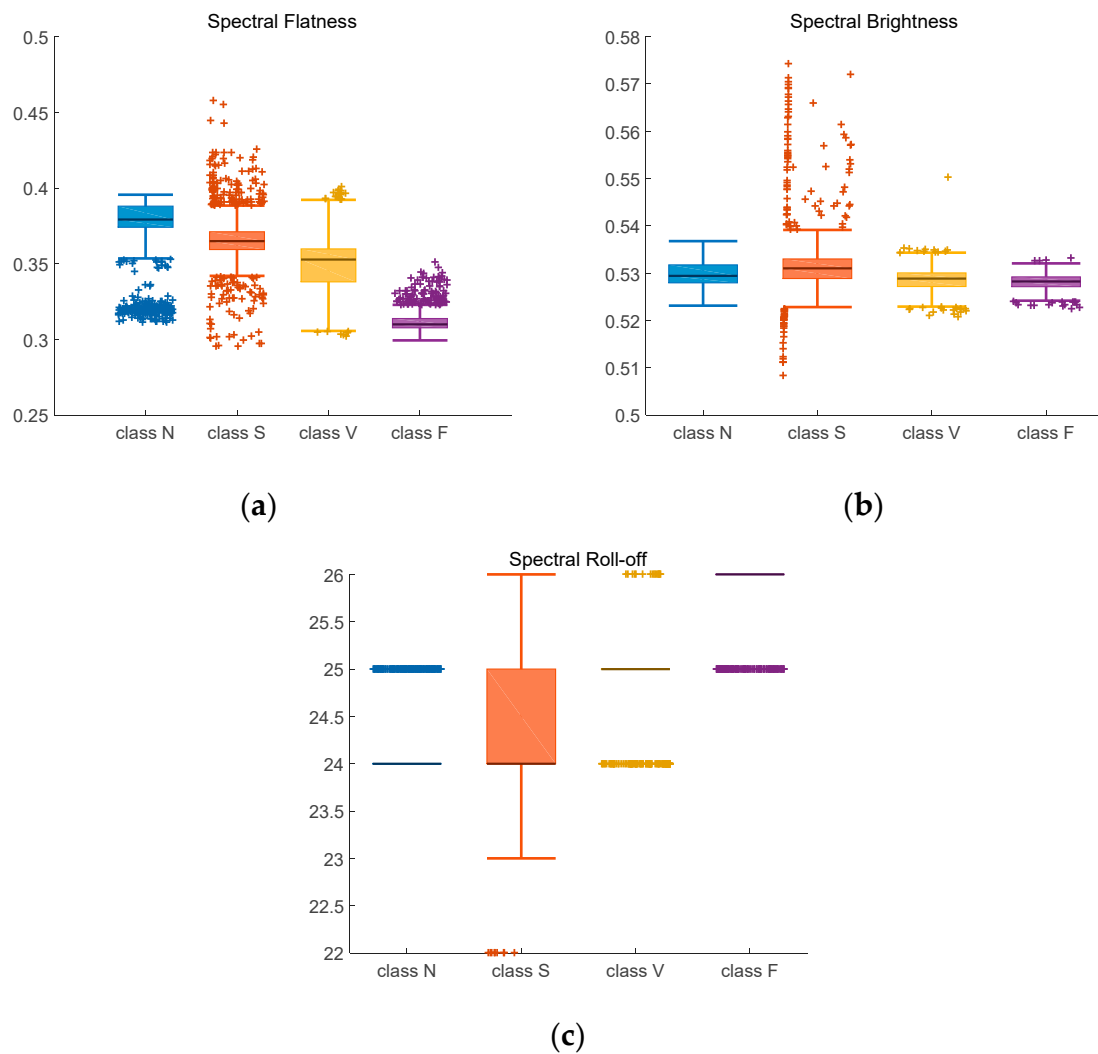 Spectral Flatness
0.5
0.45
0.4
0.35
0.3
0.25
class N class S class V class F
(a)
Spectral Brightness
0.58
0.57
0.56
0.55
0.54
0.53
0.52
0.51
0.5
class N class S class V class F
(b)
Spectral Roll-off
26
25.5
25
24.5
24
23.5
23
22.5
22
class N class S class V class F
(c)